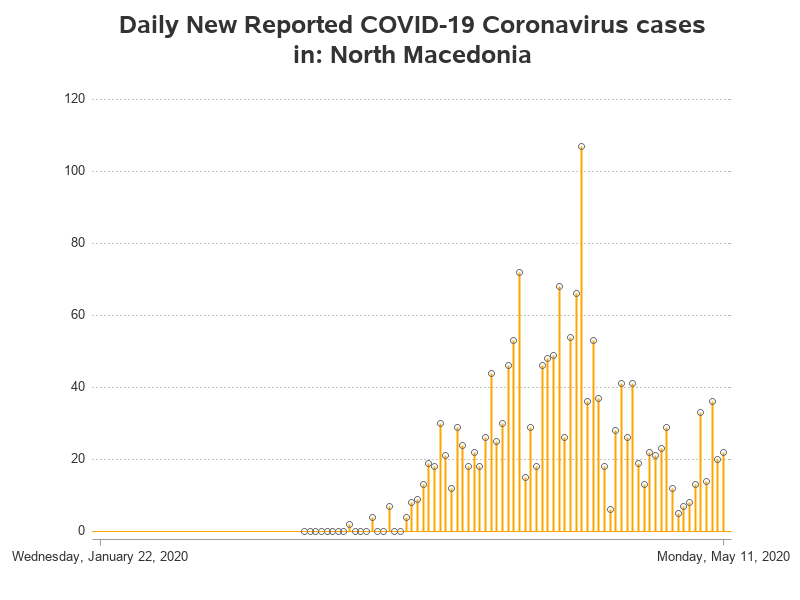 Daily New Reported COVID-19 Coronavirus cases
in: North Macedonia
120
100
80
60
40
20
0
Wednesday, January 22, 2020
Monday, May 11, 2020